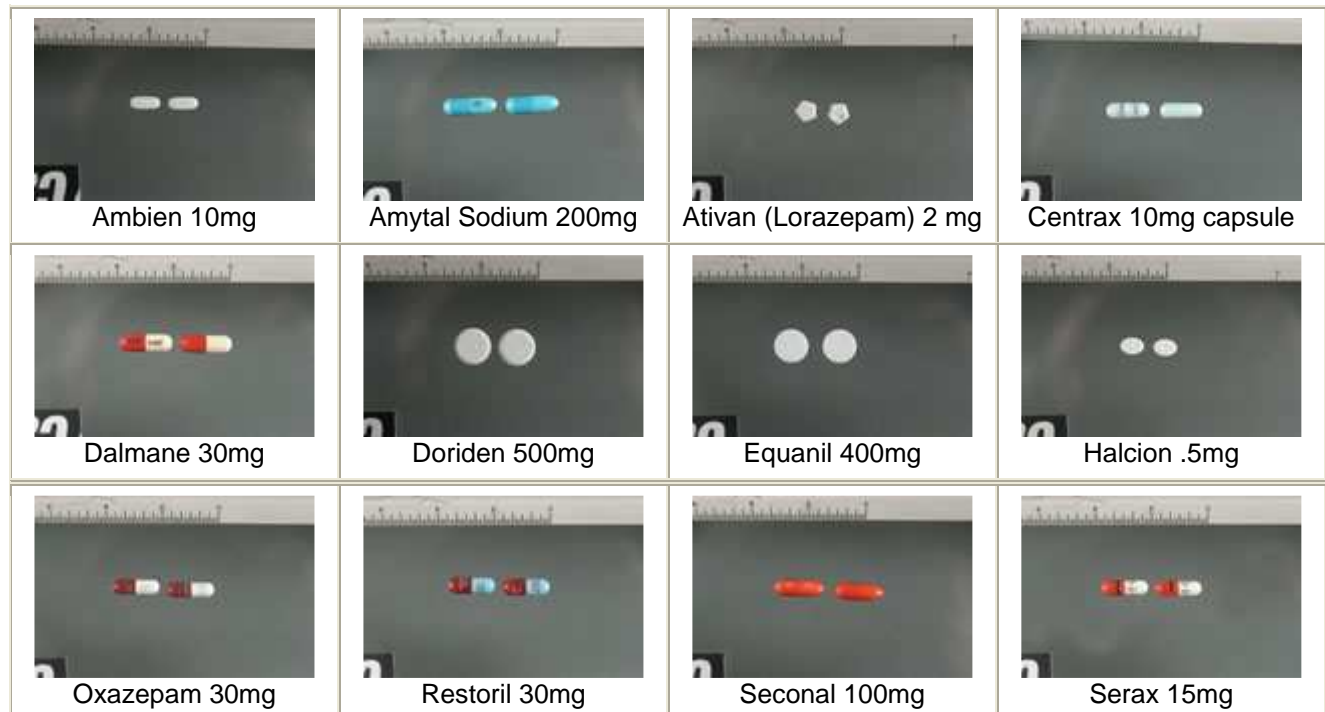 Ambien 10mg
Amytal Sodium 200mg
Ativan (Lorazepam) 2 mg
Centrax 10mg capsule
Dalmane 30mg
Doriden 500mg
Equanil 400mg
Halcion .5mg
Oxazepam 30mg
Restoril 30mg
Seconal 100mg
Serax 15mg